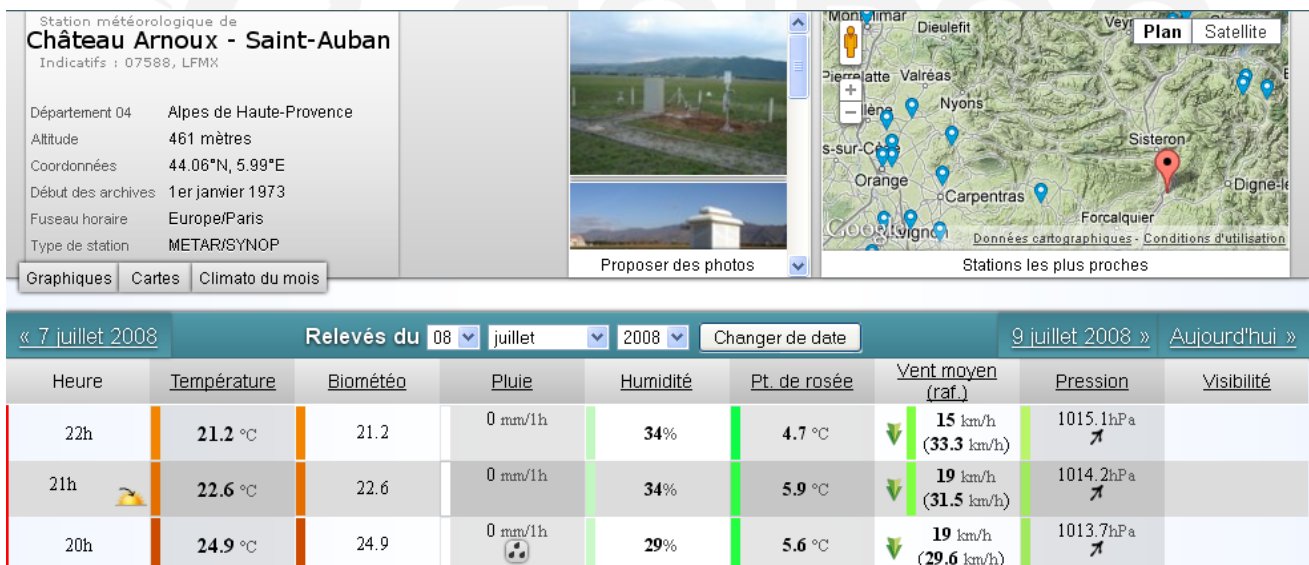 Station météorologique de
Château Arnoux - Saint-Auban
Indicatifs : 07588, LFMX
Département 04 Alpes de Haute-Provence
Altitude 461 mètres
Coordonnées 44.06°N, 5.99°E
Début des archives 1er janvier 1973
Fuseau horaire Europe/Paris
Type de station METAR/SYNOP
Graphiques Cartes Climato du mois
Proposer des photos
Dieulefit
Plan Satellite
Valréas
Nyons
Sisteron
Orange
Carpentras
Forcalquier
Données cartographiques - Conditions d'utilisation
Stations les plus proches
« 7 juillet 2008 Relevés du 08 juillet 2008 Changer de date 9 juillet 2008 » Aujourd'hui »
Heure Température Biométéo Pluie Humidité Pt. de rosée Vent moyen (raf.) Pression Visibilité
22h 21.2 °C 21.2 0 mm/1h 34% 4.7 °C 15 km/h (33.3 km/h) 1015.1hPa
21h 22.6 °C 22.6 0 mm/1h 34% 5.9 °C 19 km/h (31.5 km/h) 1014.2hPa
20h 24.9 °C 24.9 0 mm/1h 29% 5.6 °C 19 km/h (29.6 km/h) 1013.7hPa